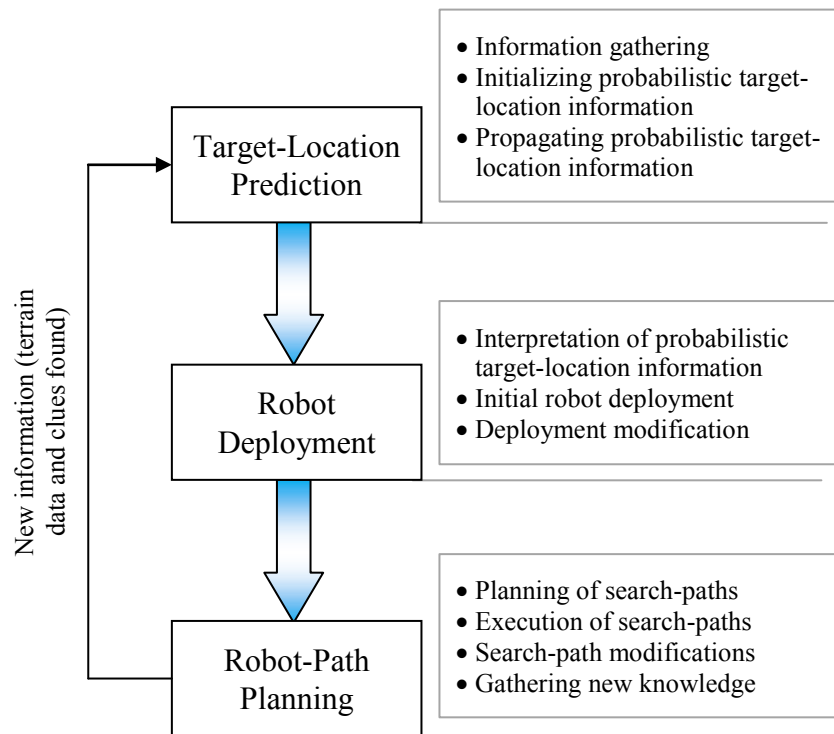 • Information gathering
• Initializing probabilistic target-
location information
• Propagating probabilistic target-
location information
Target-Location
Prediction
• Interpretation of probabilistic
target-location information
• Initial robot deployment
• Deployment modification
Robot
Deployment
New information (terrain
data and clues found)
• Planning of search-paths
• Execution of search-paths
• Search-path modifications
• Gathering new knowledge
Robot-Path
Planning